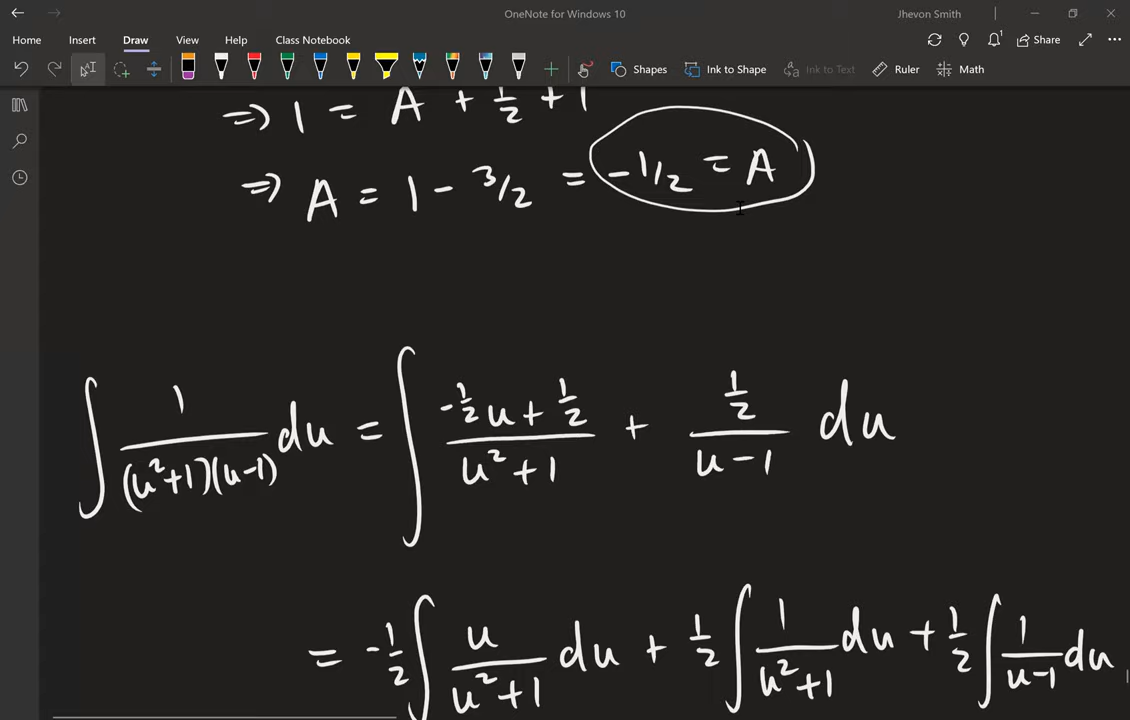 OneNote for Windows 10
Jhevon Smith
Home Insert Draw View Help Class Notebook
1 Share
Shapes Ink to Shape Ink to Text Ruler Math
=> 1 = A + 1/2 + 1
=> A = 1 - 3/2 = -1/2 = A
∫ 1/((u²+1)(u-1)) du = ∫ (-1/2 u + 1/2)/(u²+1) + (1/2)/(u-1) du
= -1/2 ∫ u/(u²+1) du + 1/2 ∫ 1/(u²+1) du + 1/2 ∫ 1/(u-1) du